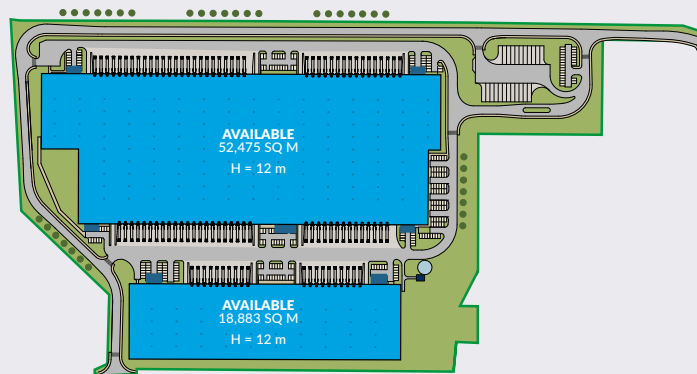 AVAILABLE
52,475 SQ M
H = 12 m
AVAILABLE
18,883 SQ M
H = 12 m